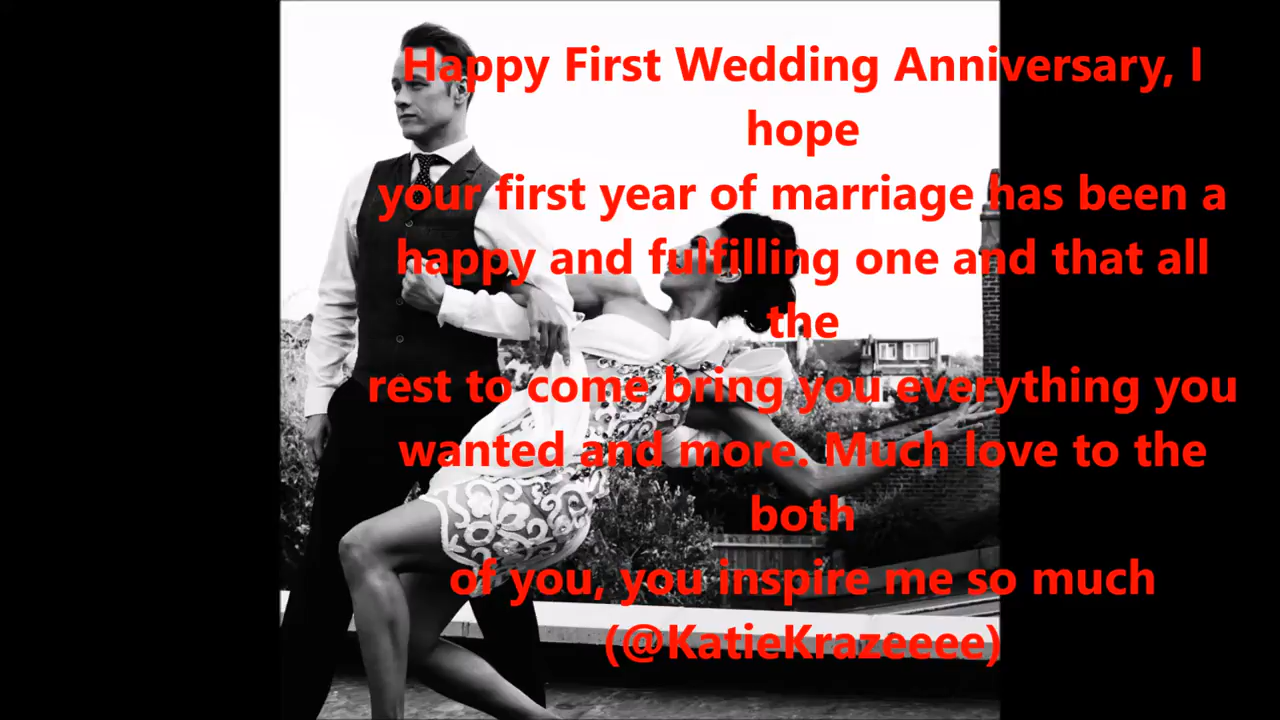 Happy First Wedding Anniversary, I
hope
your first year of marriage has been a
happy and fulfilling one and that all
the
rest to come bring you everything you
wanted and more. Much love to the
both
of you, you inspire me so much
(@KatieKrazeeee)